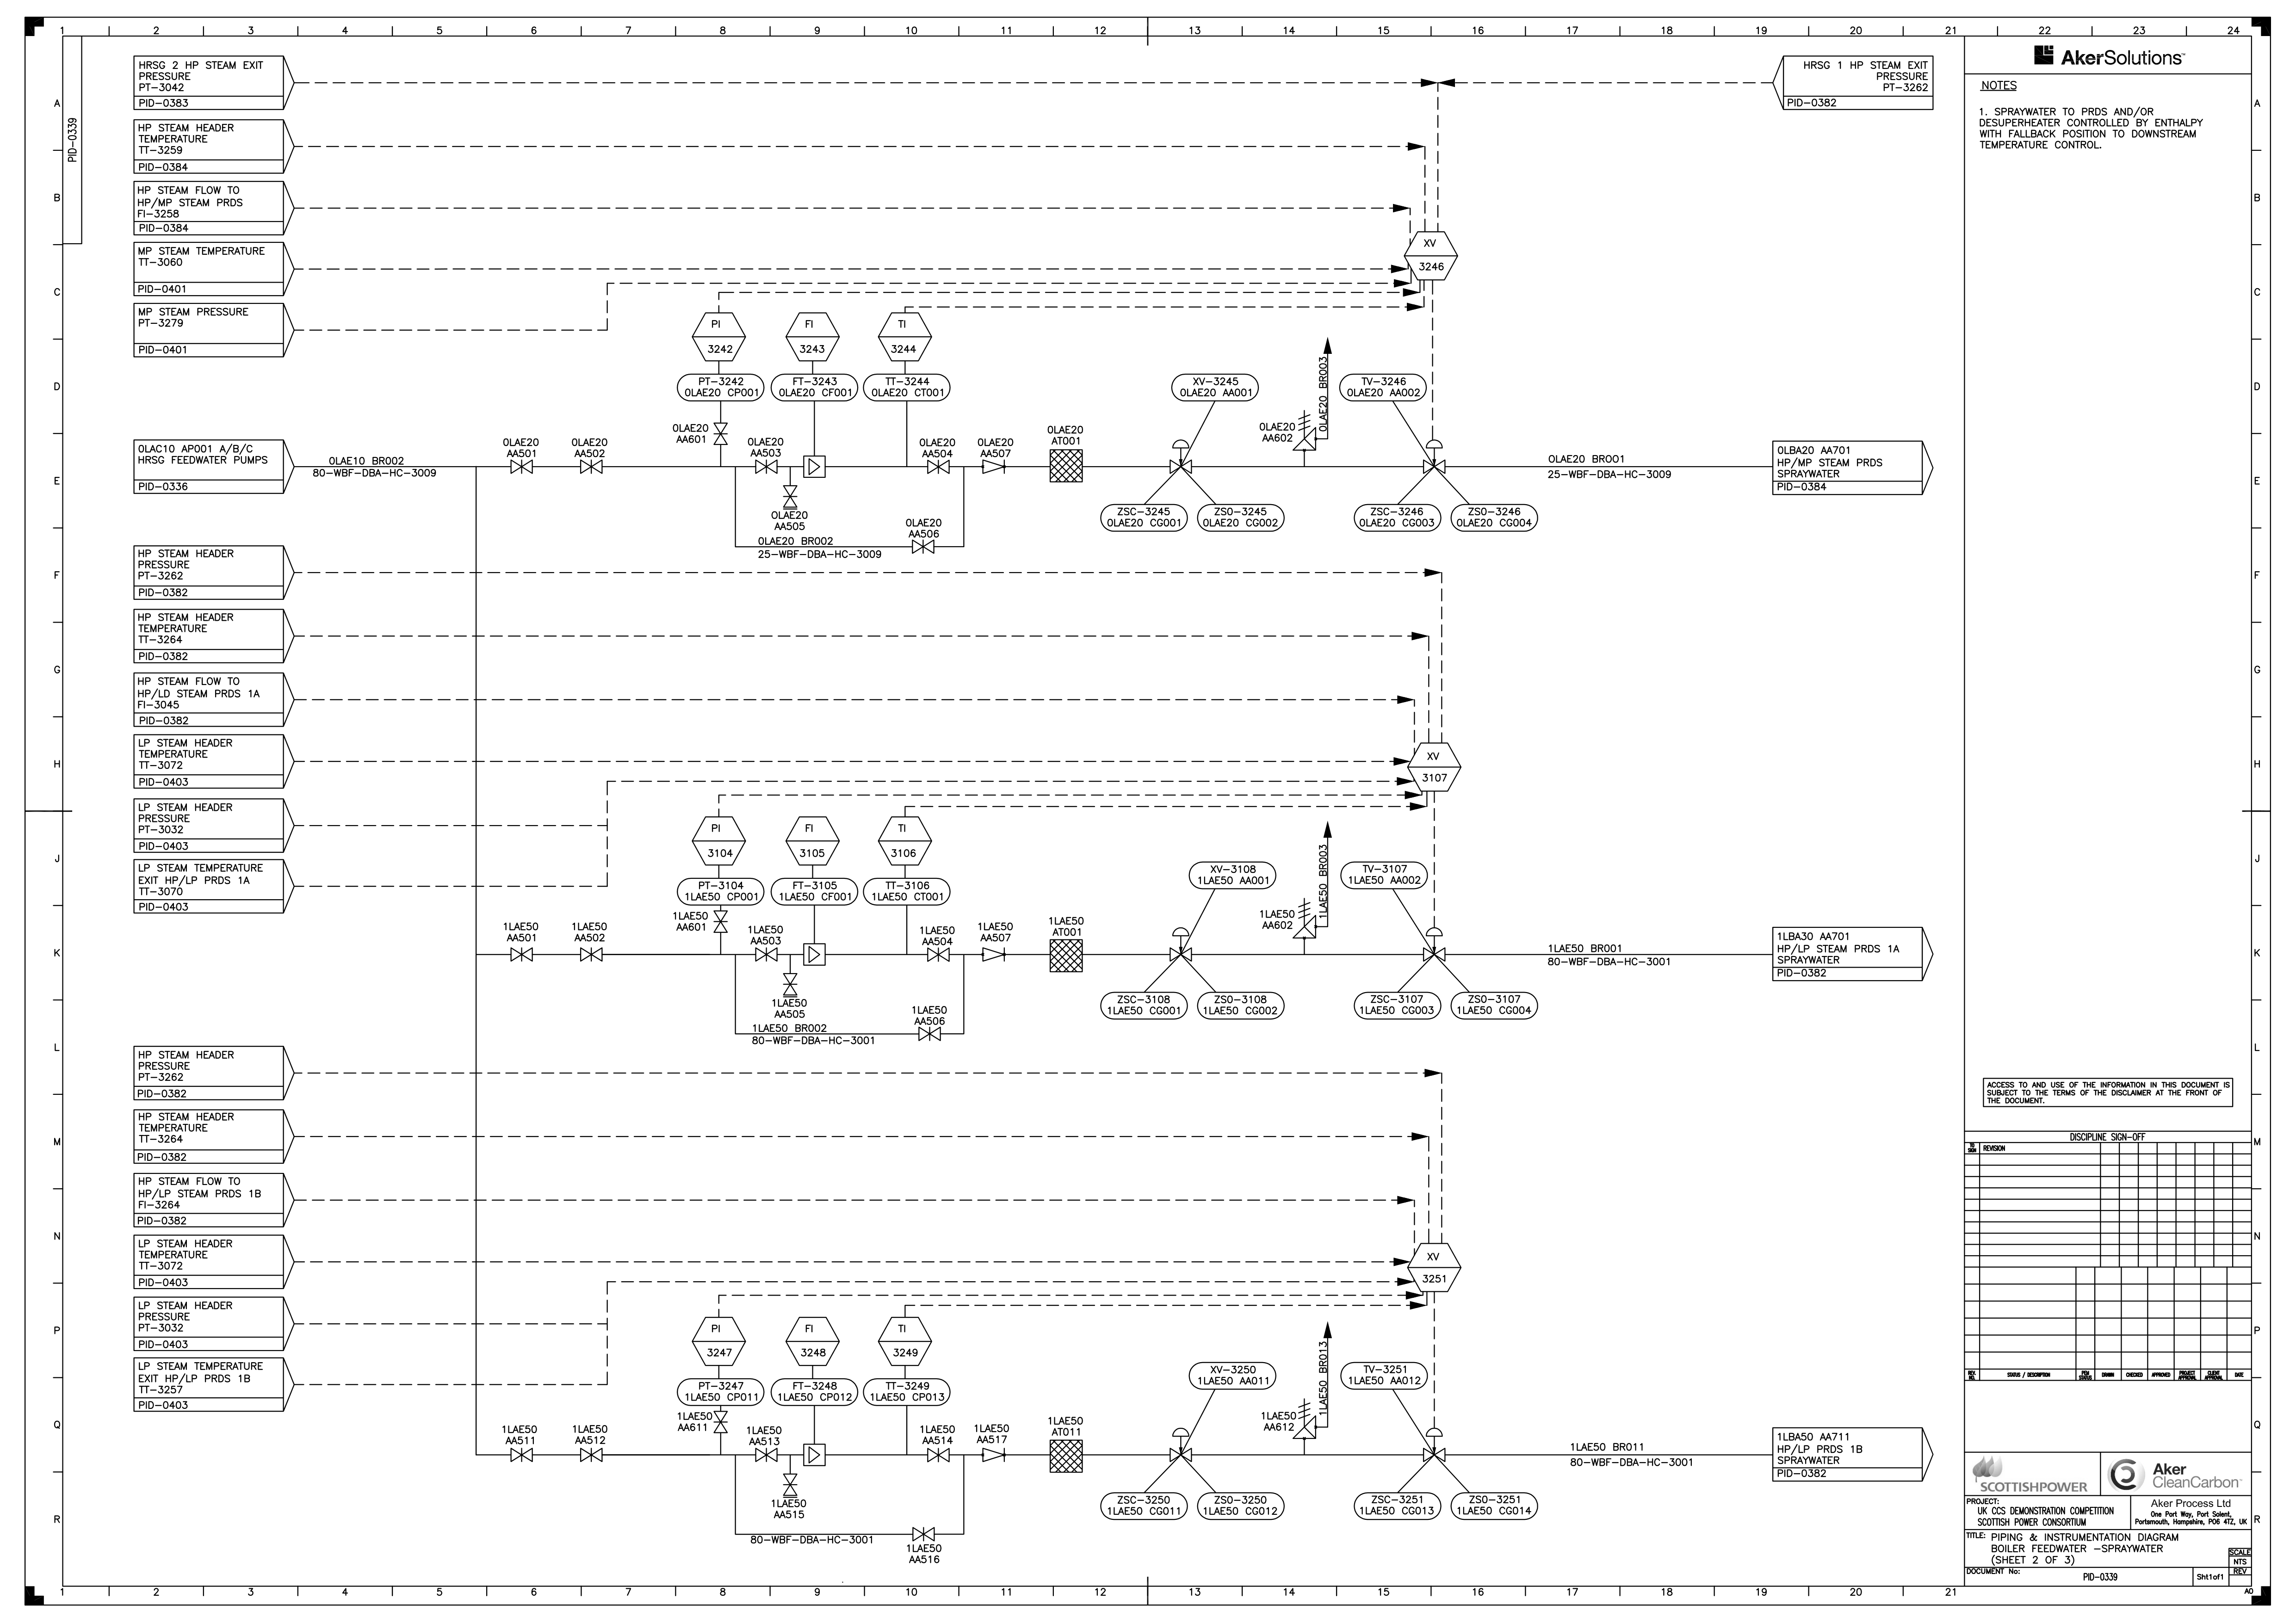 1 2 3 4 5 6 7 8 9 10 11 12 13 14 15 16 17 18 19 20 21 22 23 24
A
B
C
D
E
F
G
H
J
K
L
M
N
P
Q
R
PID-0339
HRSG 2 HP STEAM EXIT
PRESSURE
PT-3042
PID-0383
HRSG 1 HP STEAM EXIT
PRESSURE
PT-3262
PID-0382
HP STEAM HEADER
TEMPERATURE
TT-3259
PID-0384
HP STEAM FLOW TO
HP/MP STEAM PRDS
FI-3258
PID-0384
MP STEAM TEMPERATURE
TT-3060
PID-0401
MP STEAM PRESSURE
PT-3279
PID-0401
XV
3246
PI
3242
FI
3243
TI
3244
PT-3242
0LAE20 CP001
FT-3243
0LAE20 CF001
TT-3244
0LAE20 CT001
XV-3245
0LAE20 AA001
0LAE20 BR003
TV-3246
0LAE20 AA002
0LAC10 AP001 A/B/C
HRSG FEEDWATER PUMPS
PID-0336
0LAE10 BR002
80-WBF-DBA-HC-3009
0LAE20
AA501
0LAE20
AA502
0LAE20
AA601
0LAE20
AA503
0LAE20
AA504
0LAE20
AA507
0LAE20
AT001
0LAE20
AA602
0LAE20 BR001
25-WBF-DBA-HC-3009
0LBA20 AA701
HP/MP STEAM PRDS
SPRAYWATER
PID-0384
0LAE20
AA505
0LAE20
AA506
0LAE20 BR002
25-WBF-DBA-HC-3009
ZSC-3245
0LAE20 CG001
ZSO-3245
0LAE20 CG002
ZSC-3246
0LAE20 CG003
ZSO-3246
0LAE20 CG004
HP STEAM HEADER
PRESSURE
PT-3262
PID-0382
HP STEAM HEADER
TEMPERATURE
TT-3264
PID-0382
HP STEAM FLOW TO
HP/LD STEAM PRDS 1A
FI-3045
PID-0382
LP STEAM HEADER
TEMPERATURE
TT-3072
PID-0403
LP STEAM HEADER
PRESSURE
PT-3032
PID-0403
LP STEAM TEMPERATURE
EXIT HP/LP PRDS 1A
TT-3070
PID-0403
XV
3107
PI
3104
FI
3105
TI
3106
PT-3104
1LAE50 CP001
FT-3105
1LAE50 CF001
TT-3106
1LAE50 CT001
XV-3108
1LAE50 AA001
1LAE50 BR003
TV-3107
1LAE50 AA002
1LAE50
AA501
1LAE50
AA502
1LAE50
AA601
1LAE50
AA503
1LAE50
AA504
1LAE50
AA507
1LAE50
AT001
1LAE50
AA602
1LAE50 BR001
80-WBF-DBA-HC-3001
1LBA30 AA701
HP/LP STEAM PRDS 1A
SPRAYWATER
PID-0382
1LAE50
AA505
1LAE50
AA506
1LAE50 BR002
80-WBF-DBA-HC-3001
ZSC-3108
1LAE50 CG001
ZSO-3108
1LAE50 CG002
ZSC-3107
1LAE50 CG003
ZSO-3107
1LAE50 CG004
HP STEAM HEADER
PRESSURE
PT-3262
PID-0382
HP STEAM HEADER
TEMPERATURE
TT-3264
PID-0382
HP STEAM FLOW TO
HP/LP STEAM PRDS 1B
FI-3264
PID-0382
LP STEAM HEADER
TEMPERATURE
TT-3072
PID-0403
LP STEAM HEADER
PRESSURE
PT-3032
PID-0403
LP STEAM TEMPERATURE
EXIT HP/LP PRDS 1B
TT-3257
PID-0403
XV
3251
PI
3247
FI
3248
TI
3249
PT-3247
1LAE50 CP011
FT-3248
1LAE50 CP012
TT-3249
1LAE50 CP013
XV-3250
1LAE50 AA011
1LAE50 BR013
TV-3251
1LAE50 AA012
1LAE50
AA511
1LAE50
AA512
1LAE50
AA611
1LAE50
AA513
1LAE50
AA514
1LAE50
AA517
1LAE50
AT011
1LAE50
AA612
1LAE50 BR011
80-WBF-DBA-HC-3001
1LBA50 AA711
HP/LP PRDS 1B
SPRAYWATER
PID-0382
1LAE50
AA515
80-WBF-DBA-HC-3001
1LAE50
AA516
ZSC-3250
1LAE50 CG011
ZSO-3250
1LAE50 CG012
ZSC-3251
1LAE50 CG013
ZSO-3251
1LAE50 CG014
AkerSolutions™
NOTES
1. SPRAYWATER TO PRDS AND/OR
DESUPERHEATER CONTROLLED BY ENTHALPY
WITH FALLBACK POSITION TO DOWNSTREAM
TEMPERATURE CONTROL.
ACCESS TO AND USE OF THE INFORMATION IN THIS DOCUMENT IS
SUBJECT TO THE TERMS OF THE DISCLAIMER AT THE FRONT OF
THE DOCUMENT.
DISCIPLINE SIGN-OFF
TO SIGN REVISION
REV. NO. STATUS / DESCRIPTION PEM STATUS DRAWN CHECKED APPROVED PROJECT APPROVAL CLIENT APPROVAL DATE
SCOTTISHPOWER
Aker
CleanCarbon™
PROJECT:
UK CCS DEMONSTRATION COMPETITION
SCOTTISH POWER CONSORTIUM
Aker Process Ltd
One Port Way, Port Solent,
Portsmouth, Hampshire, PO6 4TZ, UK
TITLE: PIPING & INSTRUMENTATION DIAGRAM
BOILER FEEDWATER -SPRAYWATER
(SHEET 2 OF 3)
SCALE
NTS
DOCUMENT No:
PID-0339
Sht1of1
REV
A0
1 2 3 4 5 6 7 8 9 10 11 12 13 14 15 16 17 18 19 20 21